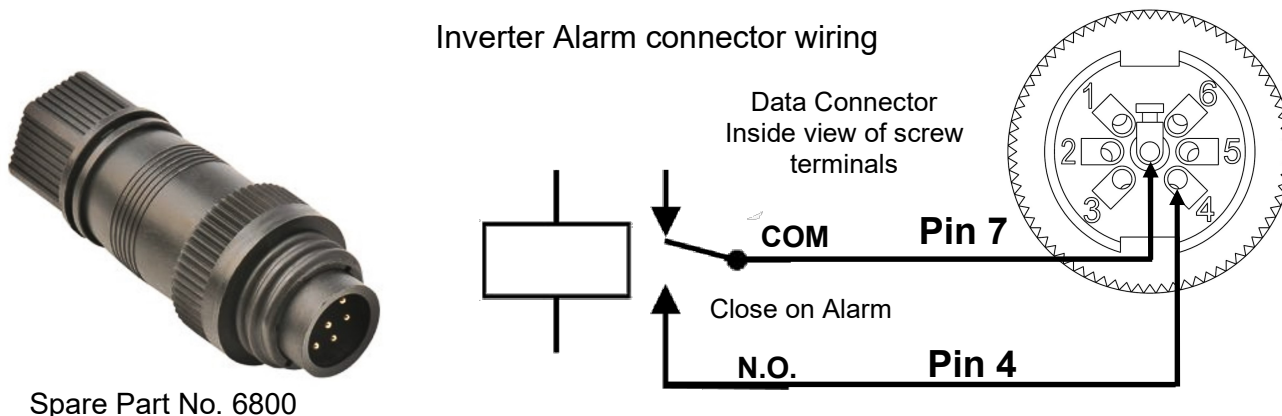 Inverter Alarm connector wiring
Data Connector
Inside view of screw
terminals
1
6
2
5
3
4
COM
Pin 7
Close on Alarm
N.O.
Pin 4
Spare Part No. 6800